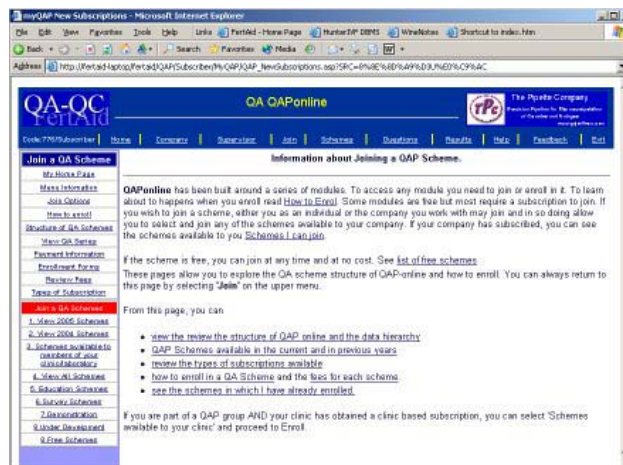 myQAP New Subscriptions - Microsoft Internet Explorer
File Edit View Favorites Tools Help Links FertAid - Home Page HunterIVF DBMS WineNotes Shortcut to index.htm
Back Search Favorites Media
Address
QA-QC
FertAid
QA QAPonline
TPC
The Pipette Company
Code:776/Subscriber Home Company Supervisor Join Schemes Questions Results Help Feedback Exit
Join a QA Scheme
Information about Joining a QAP Scheme.
My Home Page
Menu Information
Join Options
How to enroll
Structure of QA Schemes
View QA Series
Payment Information
Enrollment Forms
Review Fees
Types of Subscription
Join a QA Schemes
1. View 2005 Schemes
2. View 2004 Schemes
3. Schemes available to
members of your
clinic/laboratory
4. View All Schemes
5. Education Schemes
6. Survey Schemes
7.Demonstration
8.Under Development
9.Free Schemes
QAPonline has been built around a series of modules. To access any module you need to join or enroll in it. To learn
about to happens when you enroll read How to Enrol. Some modules are free but most require a subscription to join. If
you wish to join a scheme, either you as an individual or the company you work with may join and in so doing allow
you to select and join any of the schemes available to your company. If your company has subscribed, you can see
the schemes available to you Schemes I can join.
If the scheme is free, you can join at any time and at no cost. See list of free schemes
These pages allow you to explore the QA scheme structure of QAP-online and how to enroll. You can always return to
this page by selecting "Join" on the upper menu.
From this page, you can
• view the review the structure of QAP online and the data hierarchy
• QAP Schemes available in the current and in previous years
• review the types of subscriptions available
• how to enroll in a QA Scheme and the fees for each scheme.
• see the schemes in which I have already enrolled.
If you are part of a QAP group AND your clinic has obtained a clinic based subscription, you can select 'Schemes
available to your clinic' and proceed to Enroll.